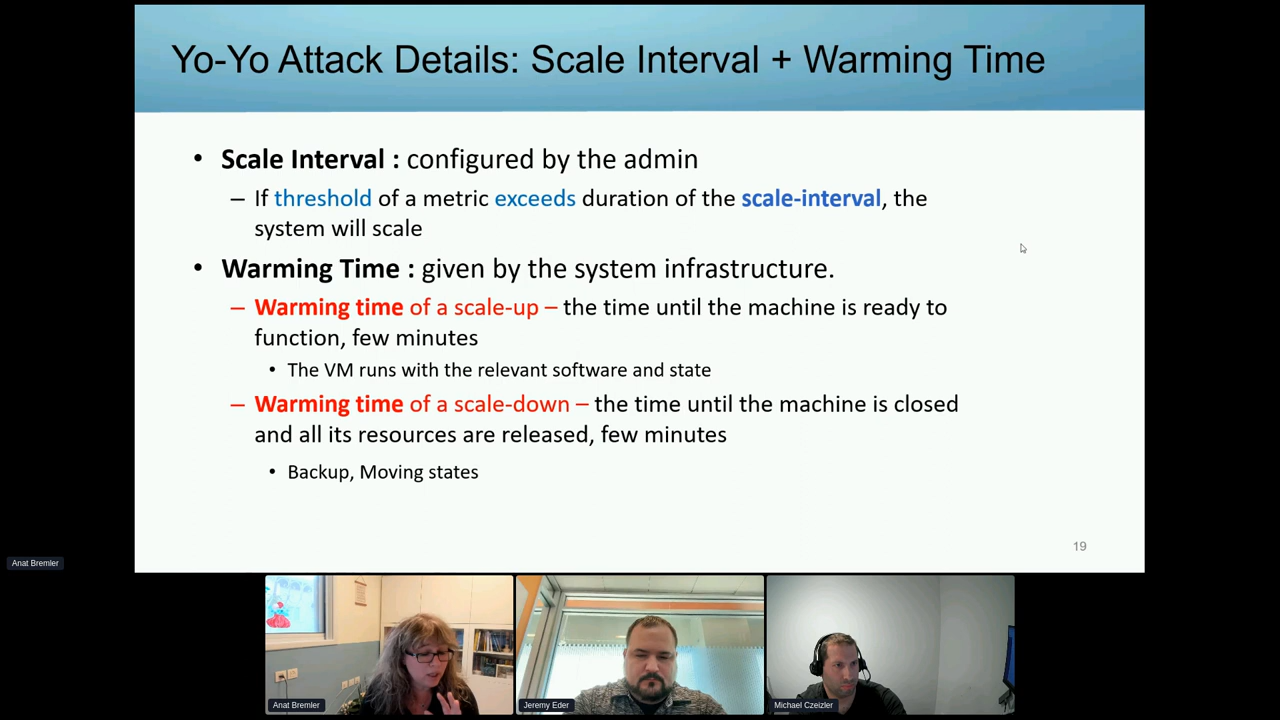 Yo-Yo Attack Details: Scale Interval + Warming Time
• Scale Interval : configured by the admin
– If threshold of a metric exceeds duration of the scale-interval, the
system will scale
• Warming Time : given by the system infrastructure.
– Warming time of a scale-up – the time until the machine is ready to
function, few minutes
• The VM runs with the relevant software and state
– Warming time of a scale-down – the time until the machine is closed
and all its resources are released, few minutes
• Backup, Moving states
19
Anat Bremler
Anat Bremler
Jeremy Eder
Michael Czeizler